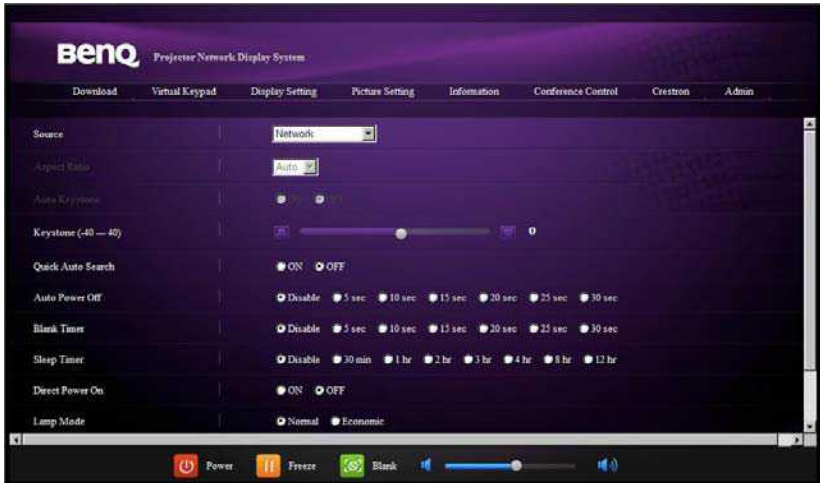 BenQ Projector Network Display System
Download Virtual Keypad Display Setting Picture Setting Information Conference Control Crestron Admin
Source Network
Aspect Ratio Auto
Auto Keystone
Keystone (-40 — 40) 0
Quick Auto Search ON OFF
Auto Power Off Disable 5 sec 10 sec 15 sec 20 sec 25 sec 30 sec
Blank Timer Disable 5 sec 10 sec 15 sec 20 sec 25 sec 30 sec
Sleep Timer Disable 30 min 1 hr 2 hr 3 hr 4 hr 8 hr 12 hr
Direct Power On ON OFF
Lamp Mode Normal Economic
Power Freeze Blank